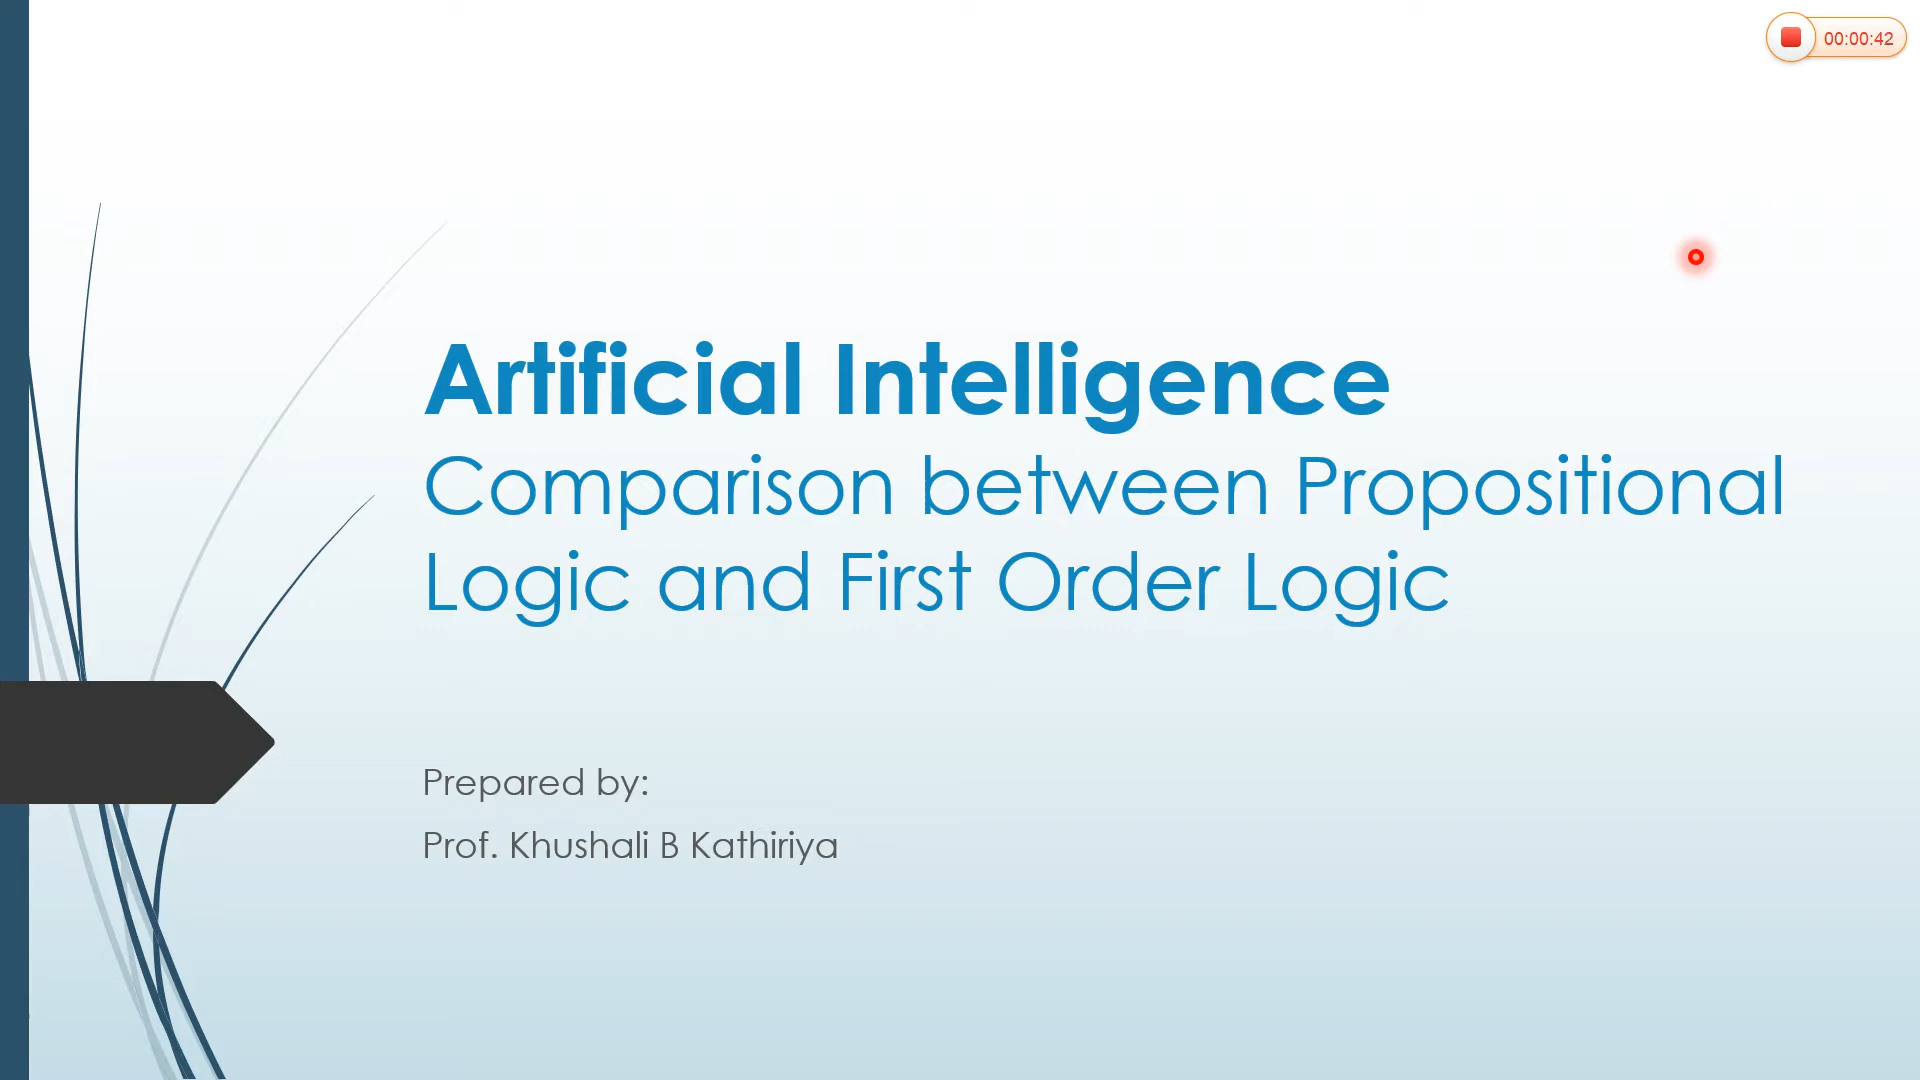 00:00:42
Artificial Intelligence
Comparison between Propositional
Logic and First Order Logic
Prepared by:
Prof. Khushali B Kathiriya